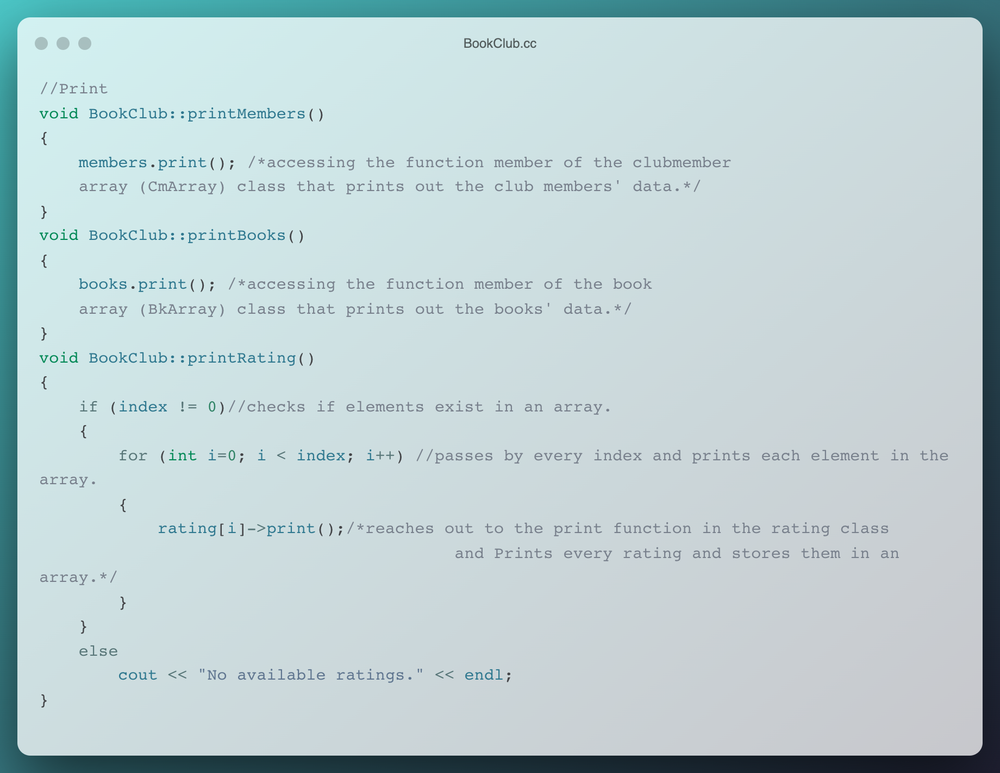 BookClub.cc
//Print
void BookClub::printMembers()
{
    members.print(); /*accessing the function member of the clubmember
    array (CmArray) class that prints out the club members' data.*/
}
void BookClub::printBooks()
{
    books.print(); /*accessing the function member of the book
    array (BkArray) class that prints out the books' data.*/
}
void BookClub::printRating()
{
    if (index != 0)//checks if elements exist in an array.
    {
        for (int i=0; i < index; i++) //passes by every index and prints each element in the
array.
        {
            rating[i]->print();/*reaches out to the print function in the rating class
                                          and Prints every rating and stores them in an
array.*/
        }
    }
    else
        cout << "No available ratings." << endl;
}